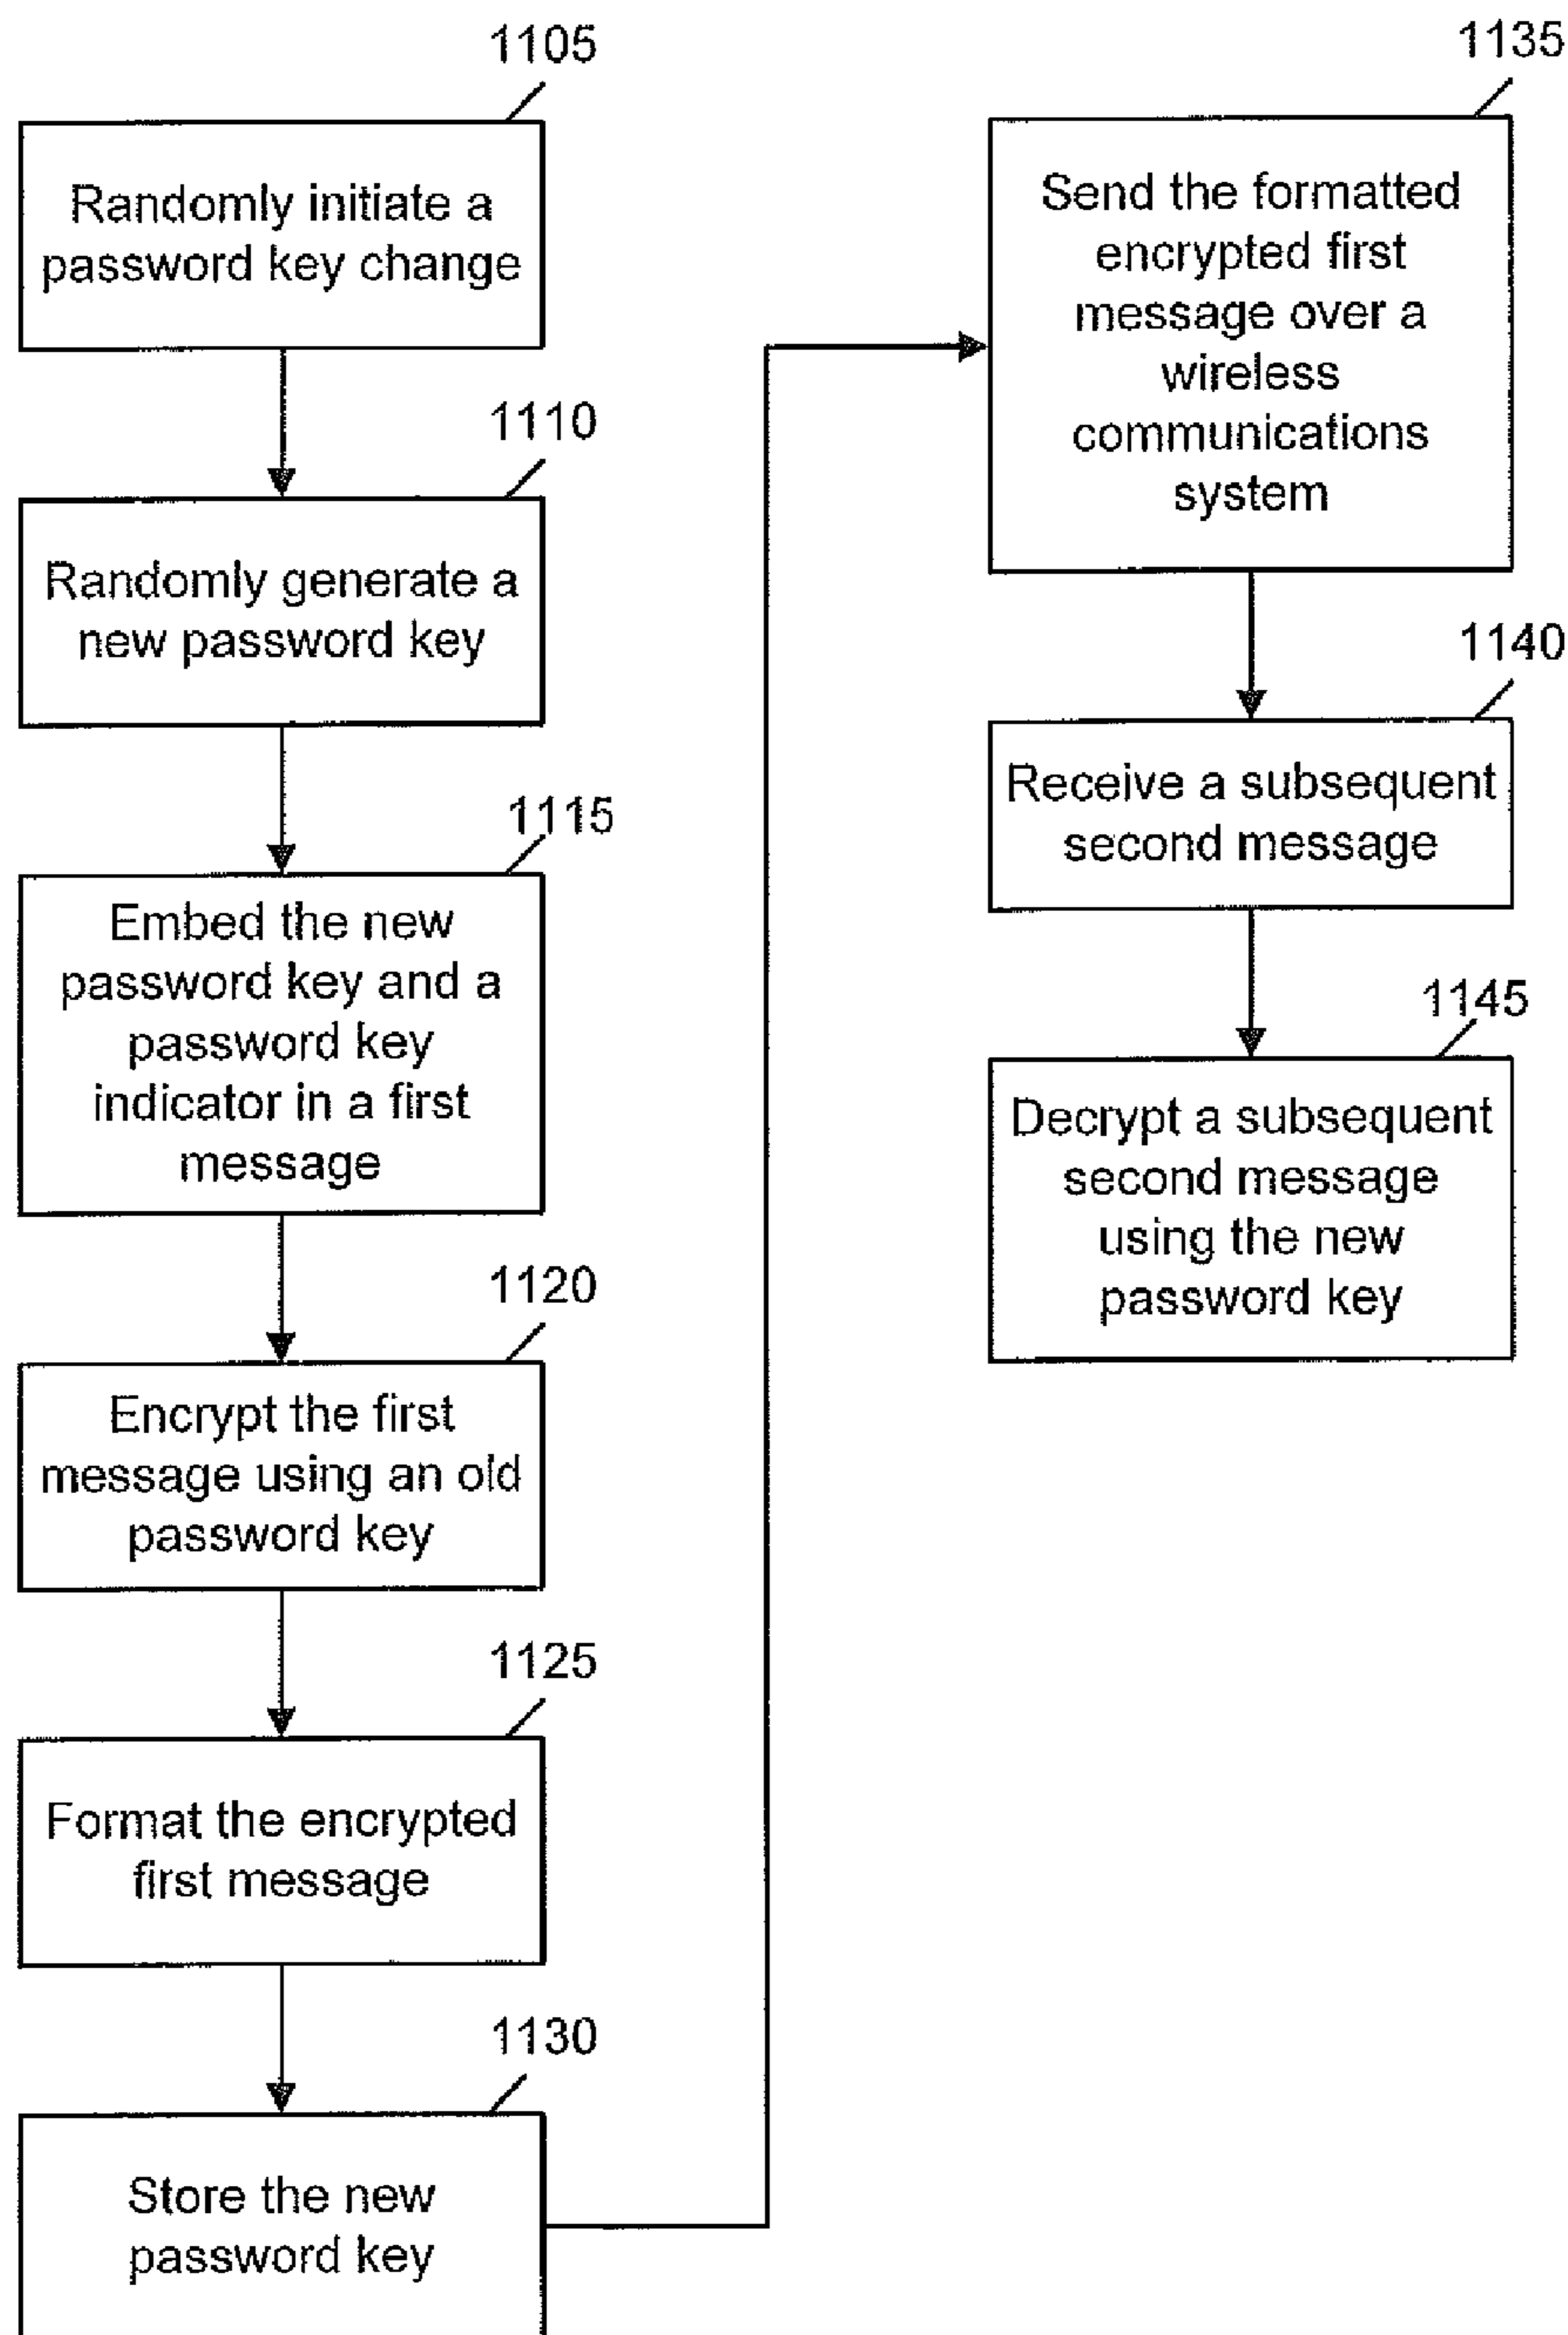 1105
Randomly initiate a
password key change
1110
Randomly generate a
new password key
1115
Embed the new
password key and a
password key
indicator in a first
message
1120
Encrypt the first
message using an old
password key
1125
Format the encrypted
first message
1130
Store the new
password key
1135
Send the formatted
encrypted first
message over a
wireless
communications
system
1140
Receive a subsequent
second message
1145
Decrypt a subsequent
second message
using the new
password key